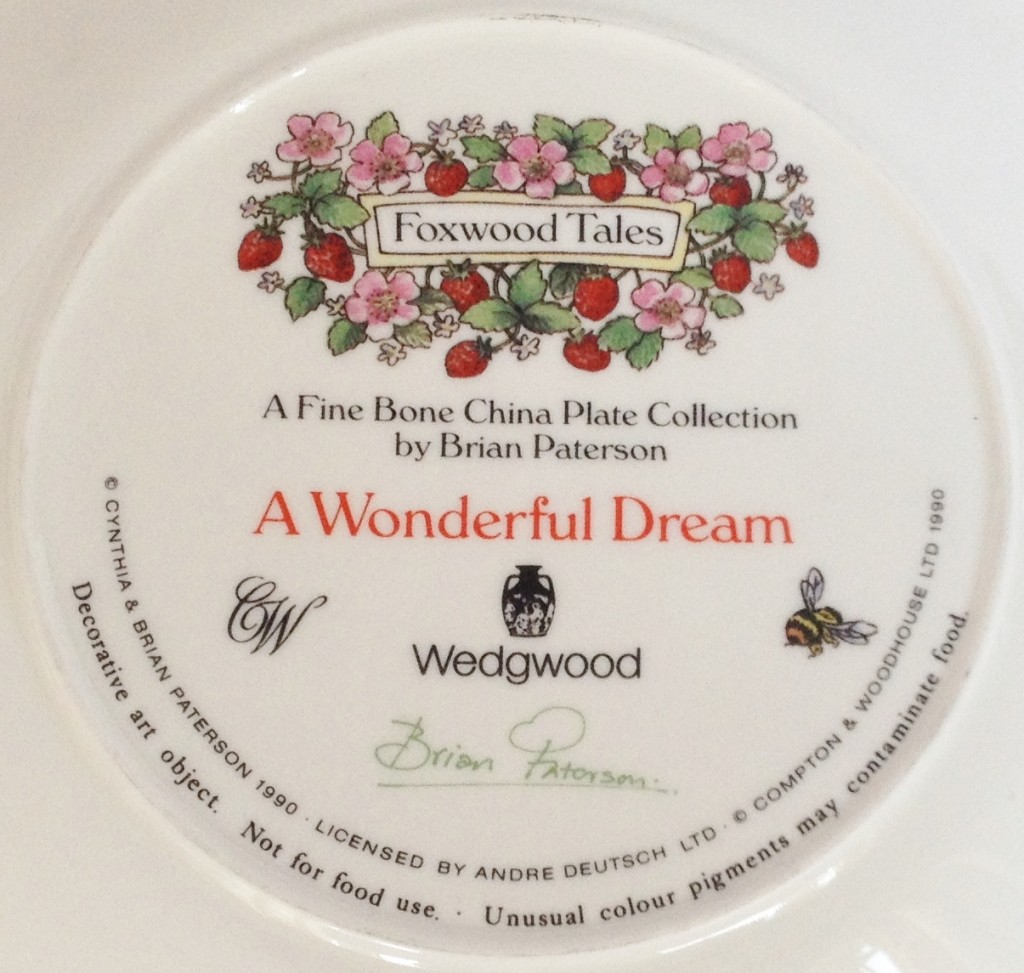 Foxwood Tales
A Fine Bone China Plate Collection
by Brian Paterson
A Wonderful Dream
CW
Wedgwood
Brian Paterson.
© CYNTHIA & BRIAN PATERSON 1990 · LICENSED BY ANDRE DEUTSCH LTD · © COMPTON & WOODHOUSE LTD 1990
Decorative art object. Not for food use. · Unusual colour pigments may contaminate food.